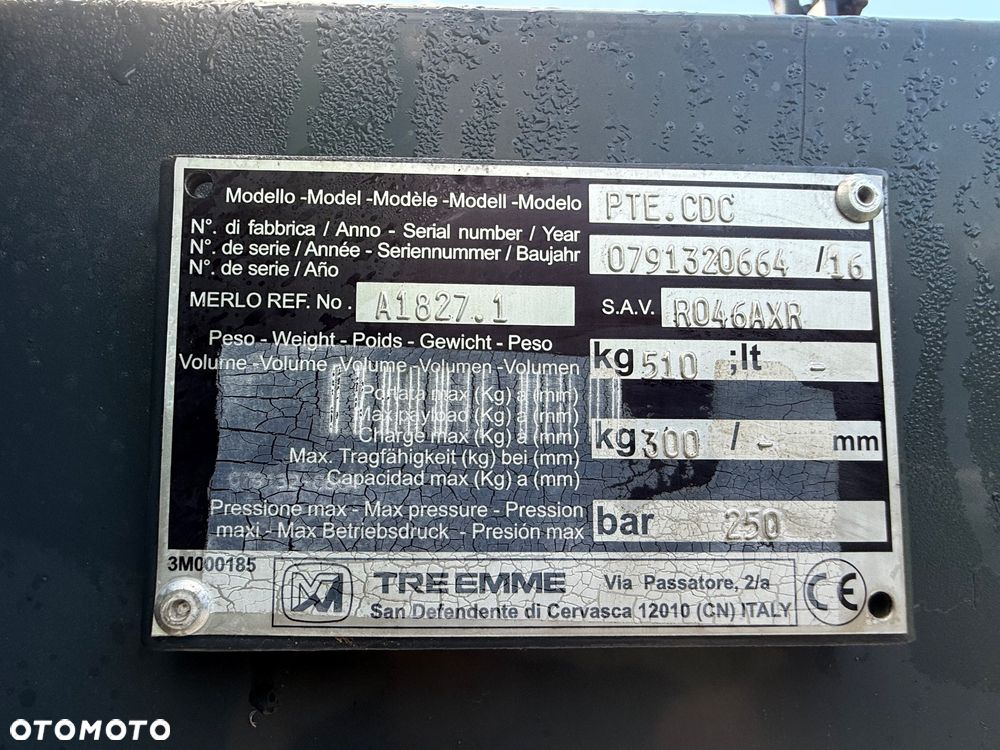 Modello -Model -Modèle -Modell -Modelo PTE.CDC
N°. di fabbrica / Anno - Serial number / Year
N°. de serie / Année - Seriennummer / Baujahr 0791320664 /16
N°. de serie / Año
MERLO REF. No. A1827.1 S.A.V. R046AXR
Peso - Weight - Poids - Gewicht - Peso
Volume -Volume -Volume -Volumen -Volumen kg 510 ;lt -
Portata max (Kg) a (mm)
Max payload (Kg) a (mm)
Charge max (Kg) a (mm) kg 300 / - mm
Max. Tragfähigkeit (kg) bei (mm)
Capacidad max (Kg) a (mm)
Pressione max - Max pressure - Pression
maxi - Max Betriebsdruck - Presión max bar 250
3M000185
TRE EMME Via Passatore, 2/a
San Defendente di Cervasca 12010 (CN) ITALY CE
OTOMOTO